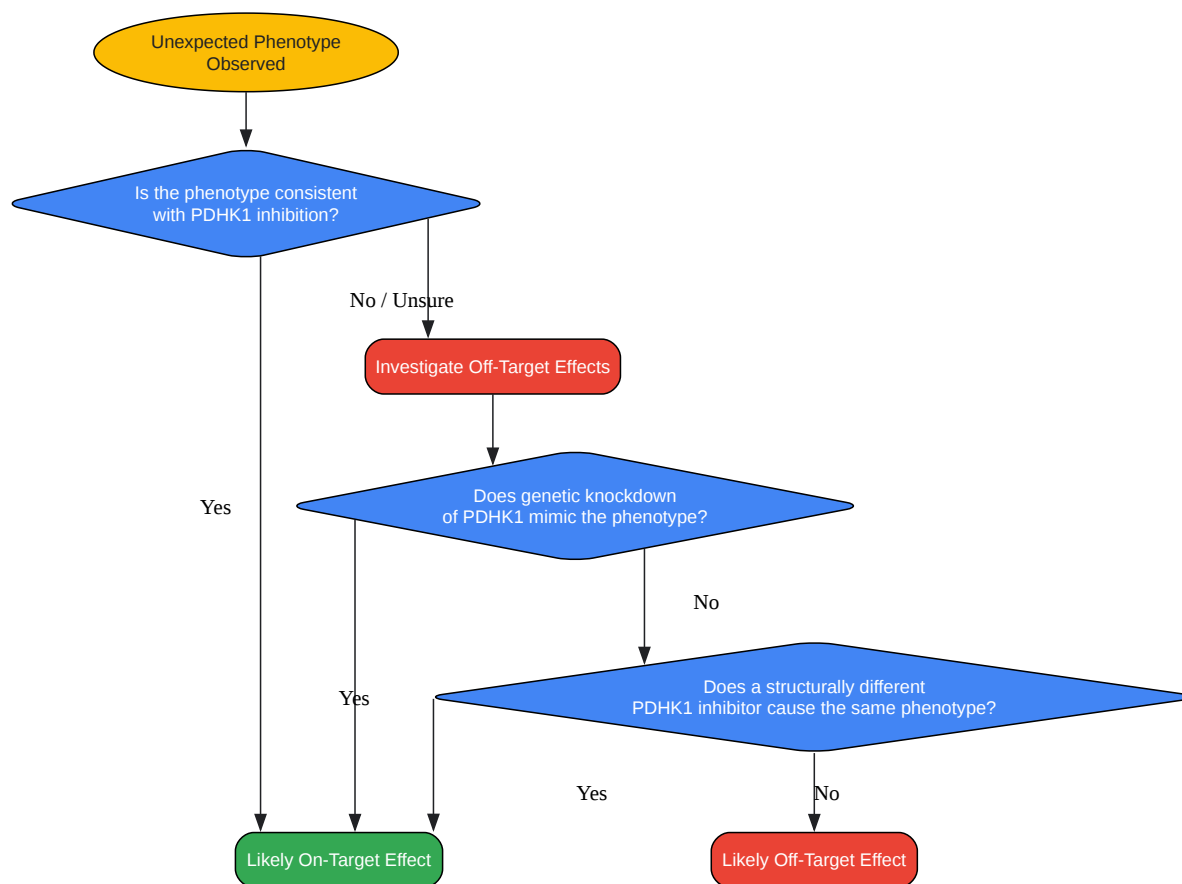 Unexpected Phenotype
Observed
Is the phenotype consistent
with PDHK1 inhibition?
No / Unsure
Investigate Off-Target Effects
Does genetic knockdown
of PDHK1 mimic the phenotype?
Yes
No
Does a structurally different
PDHK1 inhibitor cause the same phenotype?
Yes
Yes
No
Likely On-Target Effect
Likely Off-Target Effect